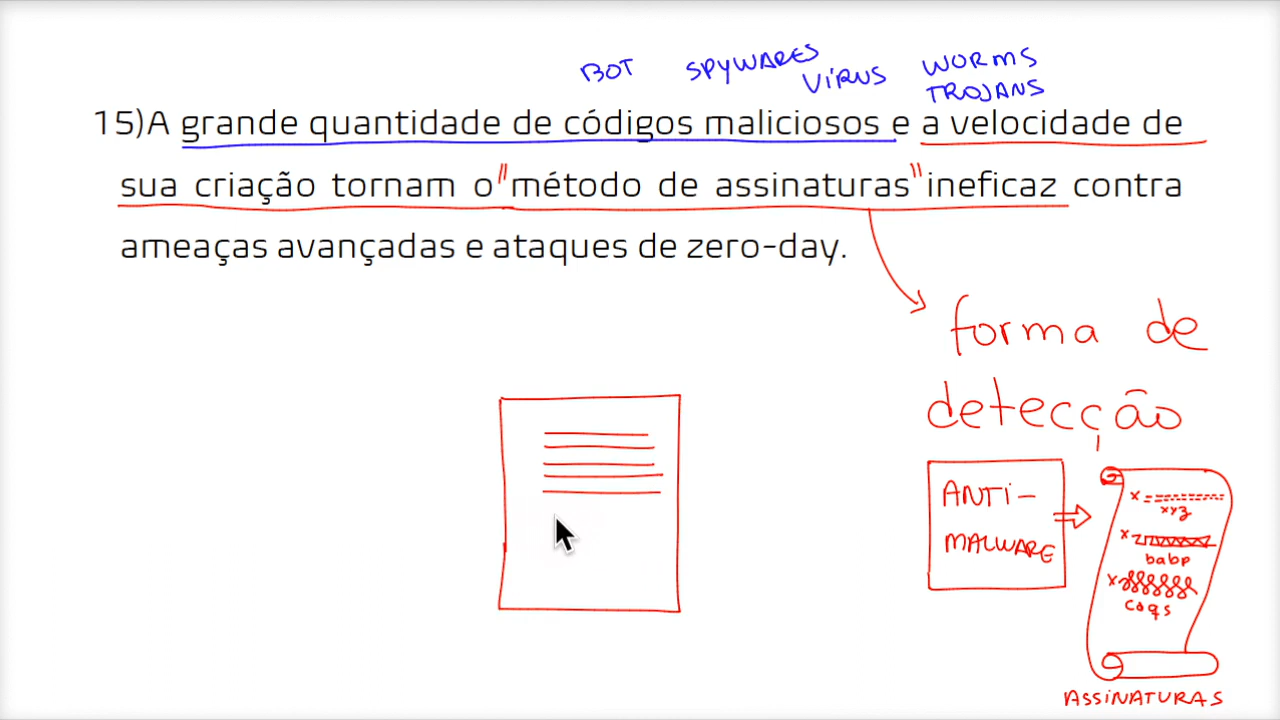 BOT SPYWARES VÍRUS WORMS
TROJANS
15)A grande quantidade de códigos maliciosos e a velocidade de
sua criação tornam o "método de assinaturas" ineficaz contra
ameaças avançadas e ataques de zero-day.
forma de
detecção
ANTI-
MALWARE
x
xyz
x
babp
x
coqs
ASSINATURAS